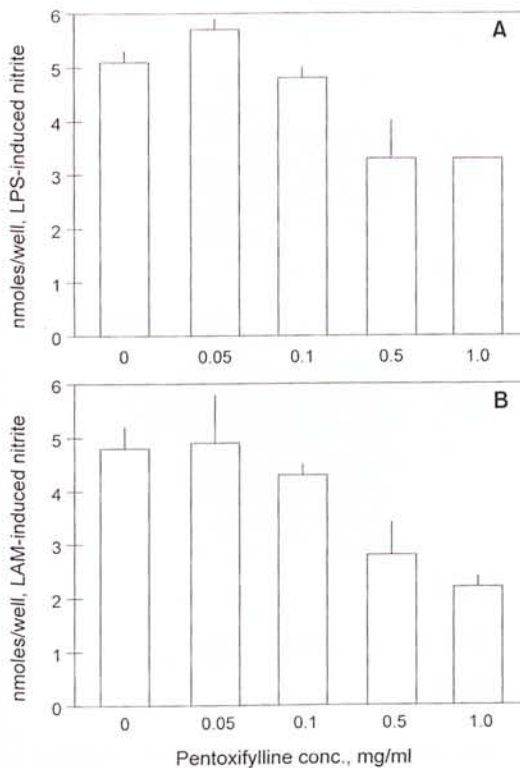 nmoles/well, LPS-induced nitrite
A
6
5
4
3
2
1
0
0 0.05 0.1 0.5 1.0
nmoles/well, LAM-induced nitrite
B
6
5
4
3
2
1
0
0 0.05 0.1 0.5 1.0
Pentoxifylline conc., mg/ml